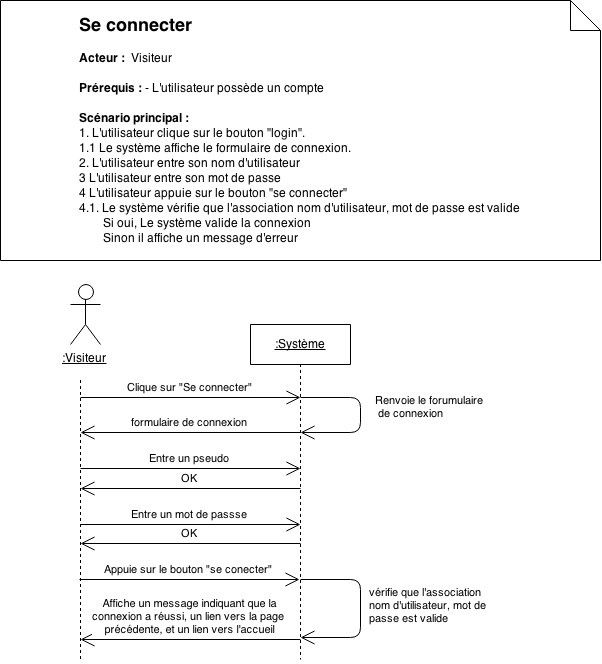 Se connecter
Acteur :  Visiteur
Prérequis : - L'utilisateur possède un compte
Scénario principal :
1. L'utilisateur clique sur le bouton "login".
1.1 Le système affiche le formulaire de connexion.
2. L'utilisateur entre son nom d'utilisateur
3 L'utilisateur entre son mot de passe
4 L'utilisateur appuie sur le bouton "se connecter"
4.1. Le système vérifie que l'association nom d'utilisateur, mot de passe est valide
Si oui, Le système valide la connexion
Sinon il affiche un message d'erreur
:Visiteur
:Système
Clique sur "Se connecter"
Renvoie le forumulaire
de connexion
formulaire de connexion
Entre un pseudo
OK
Entre un mot de passse
OK
Appuie sur le bouton "se conecter"
vérifie que l'association
nom d'utilisateur, mot de
passe est valide
Affiche un message indiquant que la
connexion a réussi, un lien vers la page
précédente, et un lien vers l'accueil